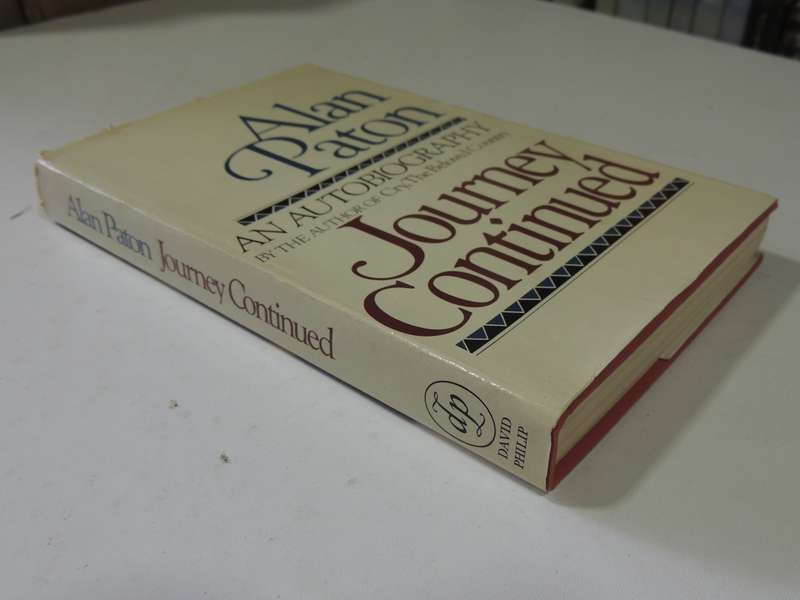 Alan
Paton
AN AUTOBIOGRAPHY
BY THE AUTHOR OF Cry, The Beloved Country
Journey
Continued
Alan Paton Journey Continued
dp
DAVID
PHILIP